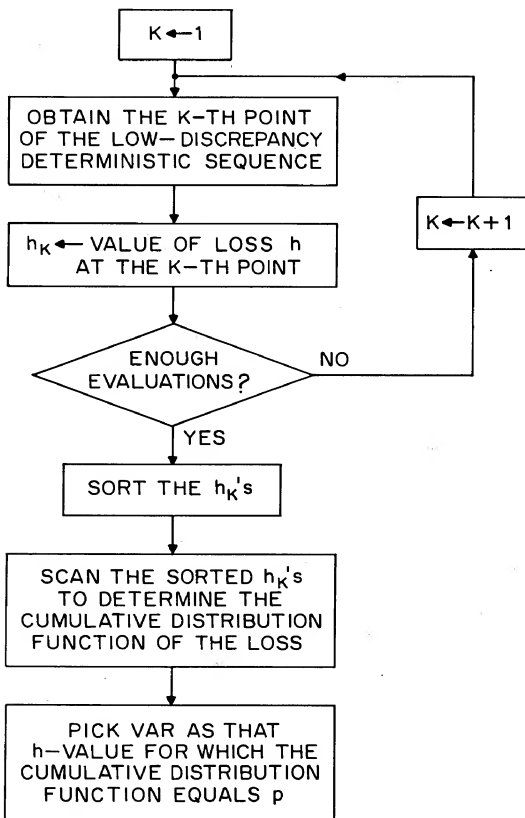 K←1
OBTAIN THE K-TH POINT
OF THE LOW-DISCREPANCY
DETERMINISTIC SEQUENCE
h_K ← VALUE OF LOSS h
AT THE K-TH POINT
K←K+1
ENOUGH
EVALUATIONS?
NO
YES
SORT THE h_K's
SCAN THE SORTED h_K's
TO DETERMINE THE
CUMULATIVE DISTRIBUTION
FUNCTION OF THE LOSS
PICK VAR AS THAT
h-VALUE FOR WHICH THE
CUMULATIVE DISTRIBUTION
FUNCTION EQUALS p